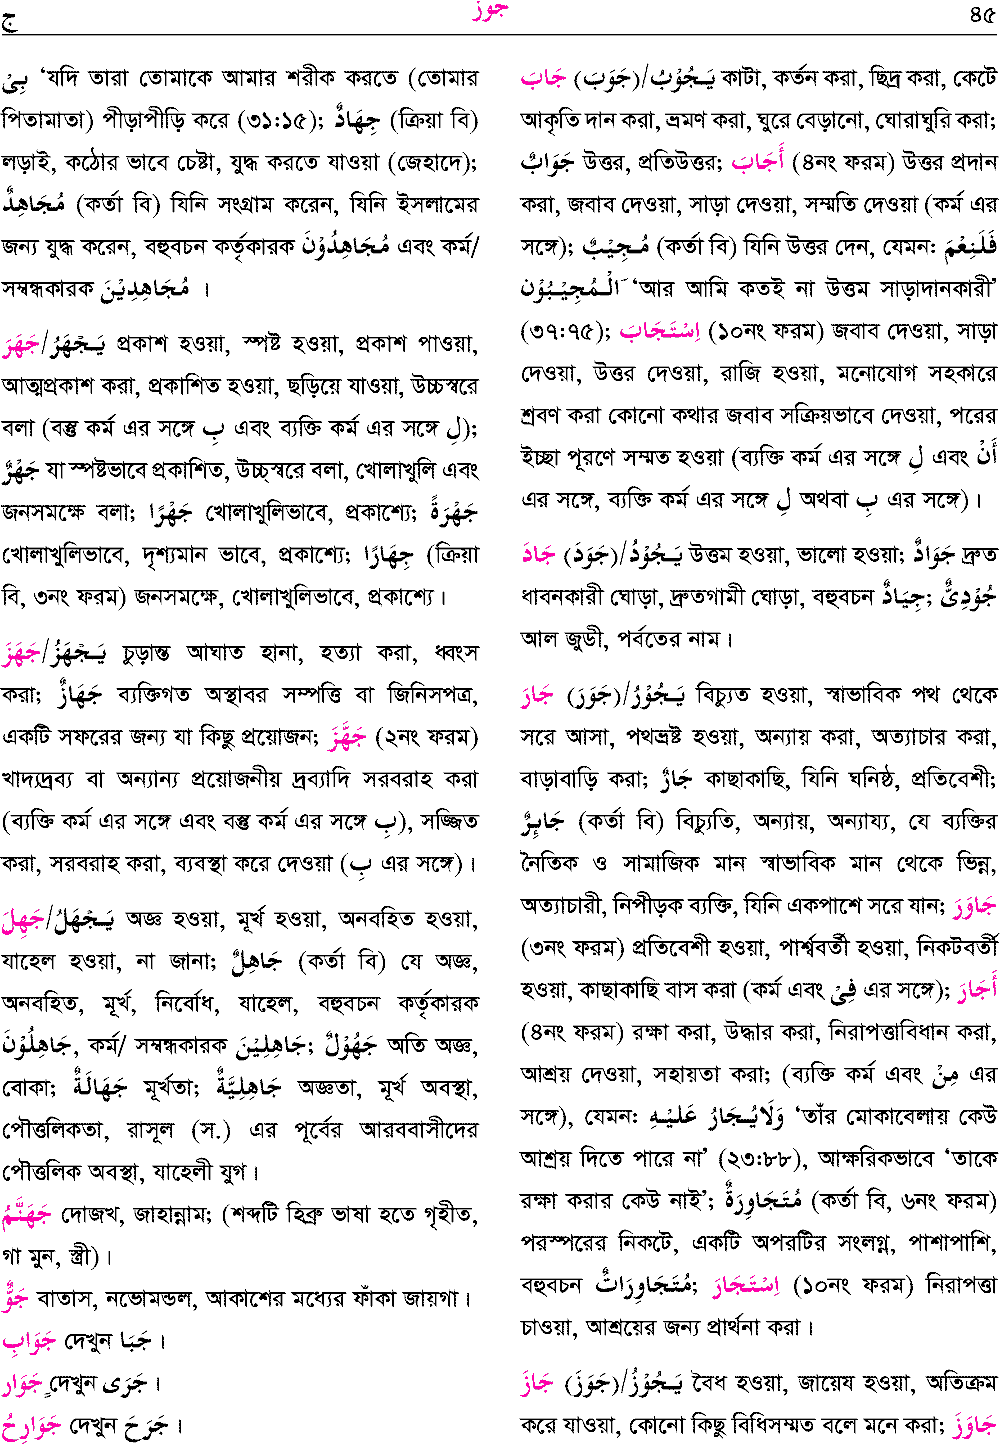 ج جوز ৪৫
بِىْ ‘যদি তারা তোমাকে আমার শরীক করতে (তোমার
পিতামাতা) পীড়াপীড়ি করে (৩১:১৫); جِهَادٌ (ক্রিয়া বি)
লড়াই, কঠোর ভাবে চেষ্টা, যুদ্ধ করতে যাওয়া (জেহাদে);
مُجَاهِدٌ (কর্তা বি) যিনি সংগ্রাম করেন, যিনি ইসলামের
জন্য যুদ্ধ করেন, বহুবচন কর্তৃকারক مُجَاهِدُوْنَ এবং কর্ম/
সম্বন্ধকারক مُجَاهِدِيْنَ ।
جَهَرَ/يَـجْهَرُ প্রকাশ হওয়া, স্পষ্ট হওয়া, প্রকাশ পাওয়া,
আত্মপ্রকাশ করা, প্রকাশিত হওয়া, ছড়িয়ে যাওয়া, উচ্চস্বরে
বলা (বস্তু কর্ম এর সঙ্গে بِ এবং ব্যক্তি কর্ম এর সঙ্গে لِ);
جَهْرٌ যা স্পষ্টভাবে প্রকাশিত, উচ্চ্স্বরে বলা, খোলাখুলি এবং
জনসমক্ষে বলা; جَهْرًا খোলাখুলিভাবে, প্রকাশ্যে; جَهْرَةً
খোলাখুলিভাবে, দৃশ্যমান ভাবে, প্রকাশ্যে; جِهَارًا (ক্রিয়া
বি, ৩নং ফরম) জনসমক্ষে, খোলাখুলিভাবে, প্রকাশ্যে।
جَهَزَ/يَـجْهَزُ চুড়ান্ত আঘাত হানা, হত্যা করা, ধ্বংস
করা; جَهَازٌ ব্যক্তিগত অস্থাবর সম্পত্তি বা জিনিসপত্র,
একটি সফরের জন্য যা কিছু প্রয়োজন; جَهَّزَ (২নং ফরম)
খাদ্যদ্রব্য বা অন্যান্য প্রয়োজনীয় দ্রব্যাদি সরবরাহ করা
(ব্যক্তি কর্ম এর সঙ্গে এবং বস্তু কর্ম এর সঙ্গে بِ), সজ্জিত
করা, সরবরাহ করা, ব্যবস্থা করে দেওয়া (بِ এর সঙ্গে)।
جَهِلَ/يَـجْهَلُ অজ্ঞ হওয়া, মূর্খ হওয়া, অনবহিত হওয়া,
যাহেল হওয়া, না জানা; جَاهِلٌ (কর্তা বি) যে অজ্ঞ,
অনবহিত, মূর্খ, নির্বোধ, যাহেল, বহুবচন কর্তৃকারক
جَاهِلُوْنَ, কর্ম/ সম্বন্ধকারক جَاهِلِيْنَ; جَهُوْلٌ অতি অজ্ঞ,
বোকা; جَهَالَةٌ মূর্খতা; جَاهِلِيَّةٌ অজ্ঞতা, মূর্খ অবস্থা,
পৌত্তলিকতা, রাসূল (স.) এর পূর্বের আরববাসীদের
পৌত্তলিক অবস্থা, যাহেলী যুগ।
جَهَنَّمُ দোজখ, জাহান্নাম; (শব্দটি হিব্রু ভাষা হতে গৃহীত,
গা মুন, স্ত্রী)।
جَوٌّ বাতাস, নভোমন্ডল, আকাশের মধ্যের ফাঁকা জায়গা।
جَوَابِ দেখুন جَبَا ।
جَوَارٍ দেখুন جَرَى ।
جَوَارِحُ দেখুন جَرَحَ ।
جَابَ (جَوَبَ)/يَـجُوْبُ কাটা, কর্তন করা, ছিদ্র করা, কেটে
আকৃতি দান করা, ভ্রমণ করা, ঘুরে বেড়ানো, ঘোরাঘুরি করা;
جَوَابٌ উত্তর, প্রতিউত্তর; أَجَابَ (৪নং ফরম) উত্তর প্রদান
করা, জবাব দেওয়া, সাড়া দেওয়া, সম্মতি দেওয়া (কর্ম এর
সঙ্গে); مُـجِيْبٌ (কর্তা বি) যিনি উত্তর দেন, যেমন: فَلَنِعْمَ
الْـمُجِيْـبُوْنَ ‘আর আমি কতই না উত্তম সাড়াদানকারী’
(৩৭:৭৫); اِسْتَجَابَ (১০নং ফরম) জবাব দেওয়া, সাড়া
দেওয়া, উত্তর দেওয়া, রাজি হওয়া, মনোযোগ সহকারে
শ্রবণ করা কোনো কথার জবাব সক্রিয়ভাবে দেওয়া, পরের
ইচ্ছা পূরণে সম্মত হওয়া (ব্যক্তি কর্ম এর সঙ্গে لِ এবং أَنْ
এর সঙ্গে, ব্যক্তি কর্ম এর সঙ্গে لِ অথবা بِ এর সঙ্গে)।
جَادَ (جَوَدَ)/يَـجُوْدُ উত্তম হওয়া, ভালো হওয়া; جَوَادٌ দ্রুত
ধাবনকারী ঘোড়া, দ্রুতগামী ঘোড়া, বহুবচন جِيَادٌ; جُوْدِىٌّ
আল জুডী, পর্বতের নাম।
جَارَ (جَوَرَ)/يَـجُوْرُ বিচ্যুত হওয়া, স্বাভাবিক পথ থেকে
সরে আসা, পথভ্রষ্ট হওয়া, অন্যায় করা, অত্যাচার করা,
বাড়াবাড়ি করা; جَارٌ কাছাকাছি, যিনি ঘনিষ্ঠ, প্রতিবেশী;
جَائِرٌ (কর্তা বি) বিচ্যুতি, অন্যায়, অন্যায্য, যে ব্যক্তির
নৈতিক ও সামাজিক মান স্বাভাবিক মান থেকে ভিন্ন,
অত্যাচারী, নিপীড়ক ব্যক্তি, যিনি একপাশে সরে যান; جَاوَرَ
(৩নং ফরম) প্রতিবেশী হওয়া, পার্শ্ববর্তী হওয়া, নিকটবর্তী
হওয়া, কাছাকাছি বাস করা (কর্ম এবং فِىْ এর সঙ্গে); أَجَارَ
(৪নং ফরম) রক্ষা করা, উদ্ধার করা, নিরাপত্তাবিধান করা,
আশ্রয় দেওয়া, সহায়তা করা; (ব্যক্তি কর্ম এবং مِنْ এর
সঙ্গে), যেমন: وَلَايُـجَارُ عَلَيْـهِ ‘তাঁর মোকাবেলায় কেউ
আশ্রয় দিতে পারে না’ (২৩:৮৮), আক্ষরিকভাবে ‘তাকে
রক্ষা করার কেউ নাই’; مُتَجَاوِرَةٌ (কর্তা বি, ৬নং ফরম)
পরস্পরের নিকটে, একটি অপরটির সংলগ্ন, পাশাপাশি,
বহুবচন مُتَجَاوِرَاتٌ; اِسْتَـجَارَ (১০নং ফরম) নিরাপত্তা
চাওয়া, আশ্রয়ের জন্য প্রার্থনা করা।
جَازَ (جَوَزَ)/يَـجُوْزُ বৈধ হওয়া, জায়েয হওয়া, অতিক্রম
করে যাওয়া, কোনো কিছু বিধিসম্মত বলে মনে করা; جَاوَزَ